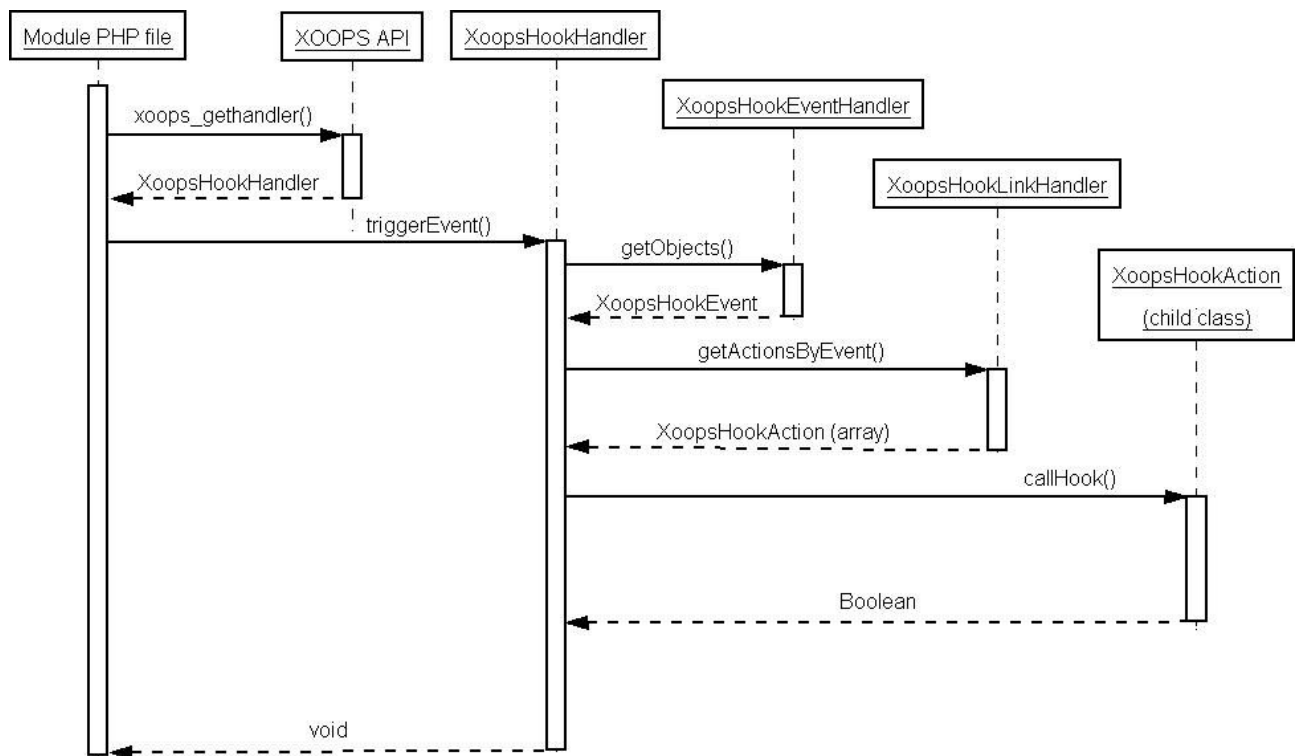 Module PHP file
XOOPS API
XoopsHookHandler
XoopsHookEventHandler
xoops_gethandler()
XoopsHookLinkHandler
XoopsHookHandler
triggerEvent()
getObjects()
XoopsHookAction
(child class)
XoopsHookEvent
getActionsByEvent()
XoopsHookAction (array)
callHook()
Boolean
void